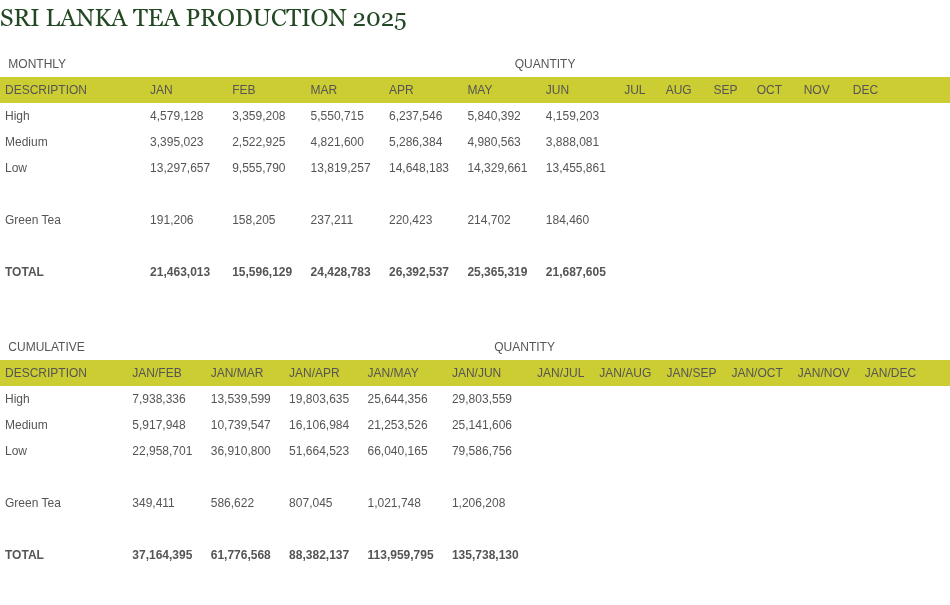 SRI LANKA TEA PRODUCTION 2025
MONTHLY QUANTITY
DESCRIPTION JAN FEB MAR APR MAY JUN JUL AUG SEP OCT NOV DEC
High 4,579,128 3,359,208 5,550,715 6,237,546 5,840,392 4,159,203
Medium 3,395,023 2,522,925 4,821,600 5,286,384 4,980,563 3,888,081
Low 13,297,657 9,555,790 13,819,257 14,648,183 14,329,661 13,455,861
Green Tea 191,206 158,205 237,211 220,423 214,702 184,460
TOTAL 21,463,013 15,596,129 24,428,783 26,392,537 25,365,319 21,687,605
CUMULATIVE QUANTITY
DESCRIPTION JAN/FEB JAN/MAR JAN/APR JAN/MAY JAN/JUN JAN/JUL JAN/AUG JAN/SEP JAN/OCT JAN/NOV JAN/DEC
High 7,938,336 13,539,599 19,803,635 25,644,356 29,803,559
Medium 5,917,948 10,739,547 16,106,984 21,253,526 25,141,606
Low 22,958,701 36,910,800 51,664,523 66,040,165 79,586,756
Green Tea 349,411 586,622 807,045 1,021,748 1,206,208
TOTAL 37,164,395 61,776,568 88,382,137 113,959,795 135,738,130